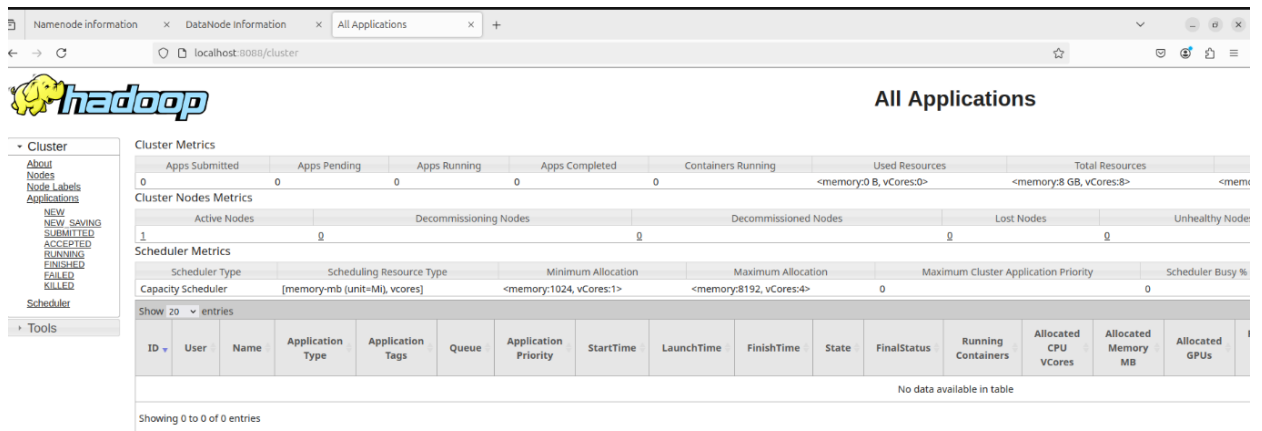 Namenode information × DataNode Information × All Applications × +
localhost:8088/cluster
hadoop
All Applications
Cluster
About
Nodes
Node Labels
Applications
NEW
NEW_SAVING
SUBMITTED
ACCEPTED
RUNNING
FINISHED
FAILED
KILLED
Scheduler
Tools
Cluster Metrics
Apps Submitted Apps Pending Apps Running Apps Completed Containers Running Used Resources Total Resources
0 0 0 0 0 <memory:0 B, vCores:0> <memory:8 GB, vCores:8> <mem
Cluster Nodes Metrics
Active Nodes Decommissioning Nodes Decommissioned Nodes Lost Nodes Unhealthy Nodes
1 0 0 0 0
Scheduler Metrics
Scheduler Type Scheduling Resource Type Minimum Allocation Maximum Allocation Maximum Cluster Application Priority Scheduler Busy %
Capacity Scheduler [memory-mb (unit=Mi), vcores] <memory:1024, vCores:1> <memory:8192, vCores:4> 0 0
Show 20 entries
ID User Name Application Type Application Tags Queue Application Priority StartTime LaunchTime FinishTime State FinalStatus Running Containers Allocated CPU VCores Allocated Memory MB Allocated GPUs
No data available in table
Showing 0 to 0 of 0 entries